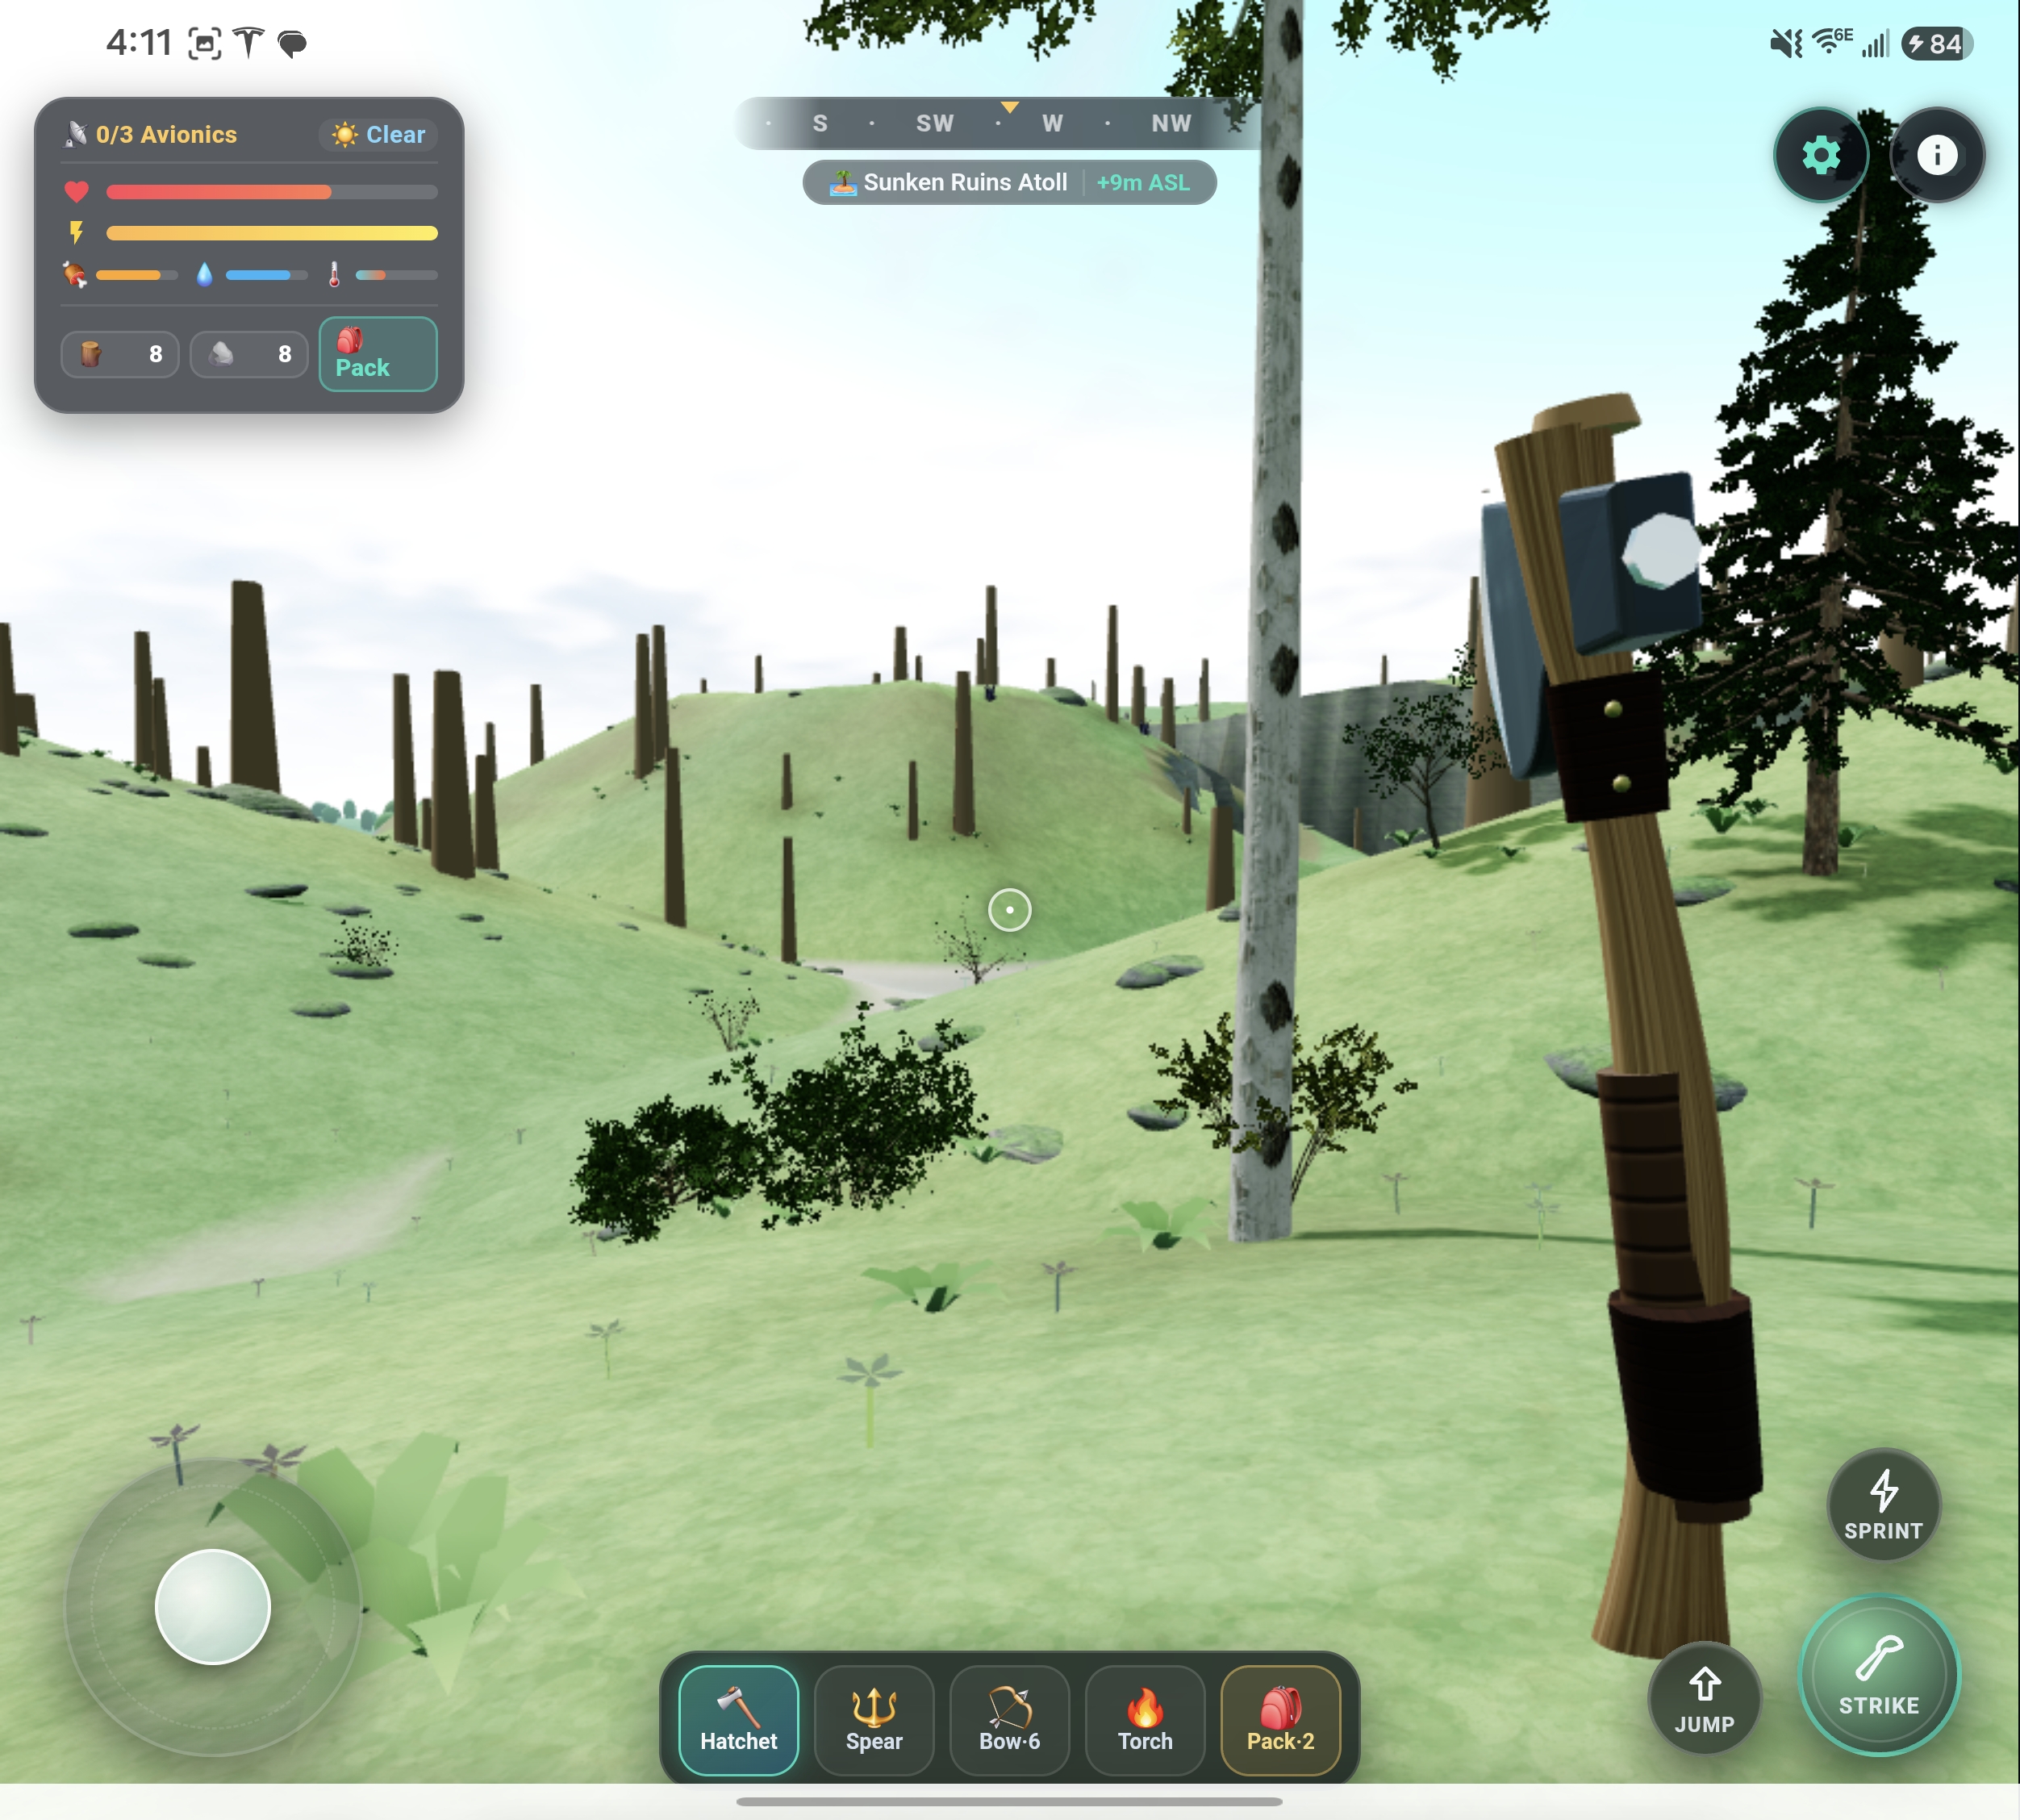 4:11
6E
84
0/3 Avionics
Clear
8
8
Pack
S · SW · W · NW
Sunken Ruins Atoll
+9m ASL
SPRINT
STRIKE
JUMP
Hatchet
Spear
Bow·6
Torch
Pack·2